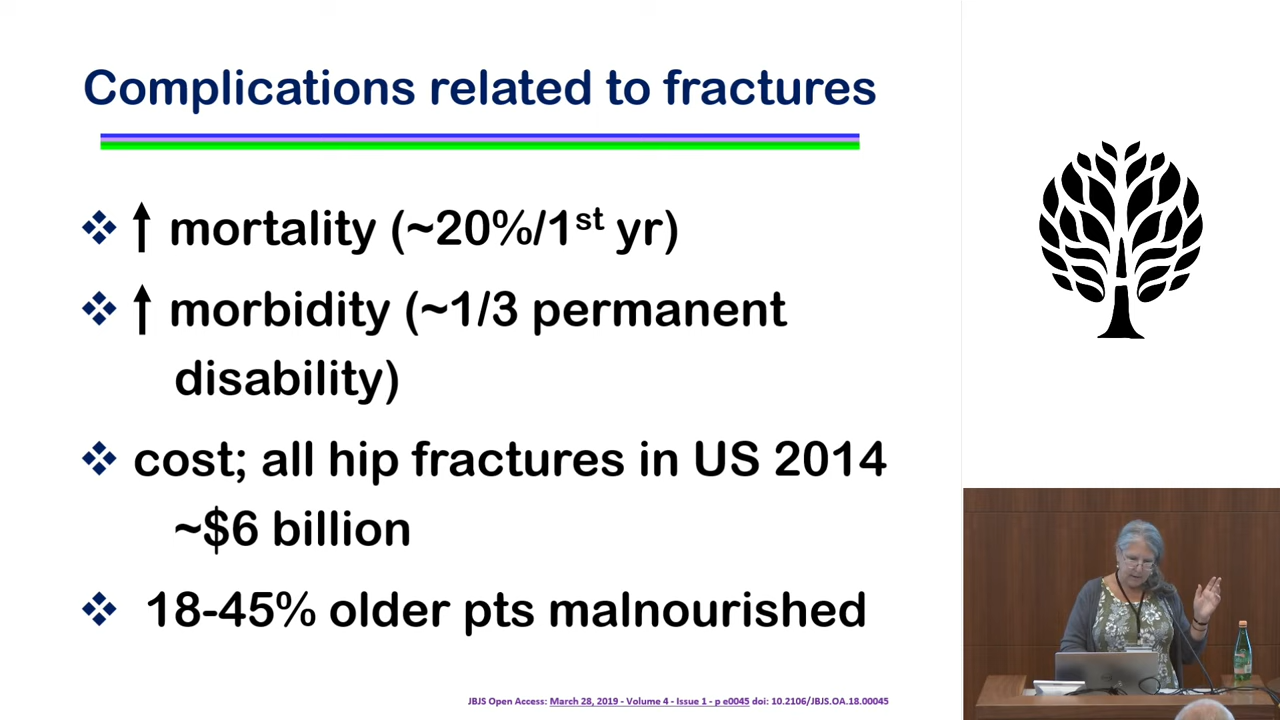 Complications related to fractures
❖ ↑ mortality (~20%/1st yr)
❖ ↑ morbidity (~1/3 permanent
disability)
❖ cost; all hip fractures in US 2014
~$6 billion
❖ 18-45% older pts malnourished
JBJS Open Access: March 28, 2019 - Volume 4 - Issue 1 - p e0045 doi: 10.2106/JBJS.OA.18.00045